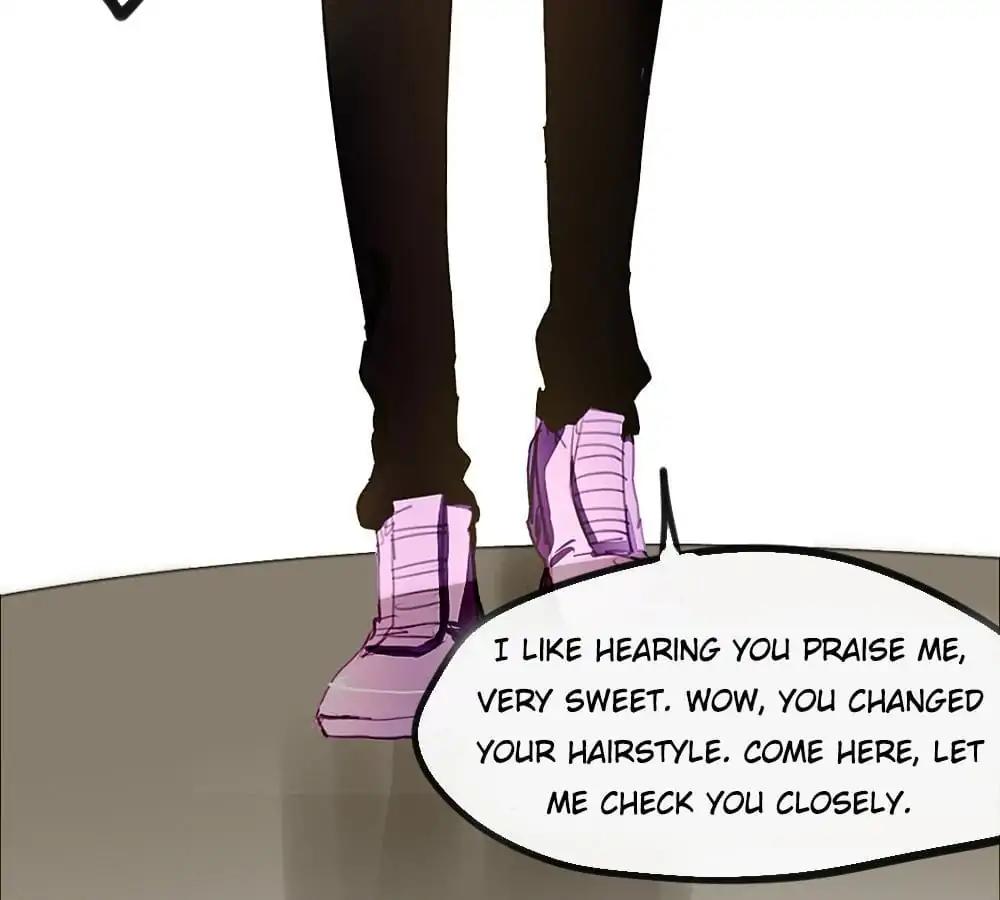 I LIKE HEARING YOU PRAISE ME,
VERY SWEET. WOW, YOU CHANGED
YOUR HAIRSTYLE. COME HERE, LET
ME CHECK YOU CLOSELY.